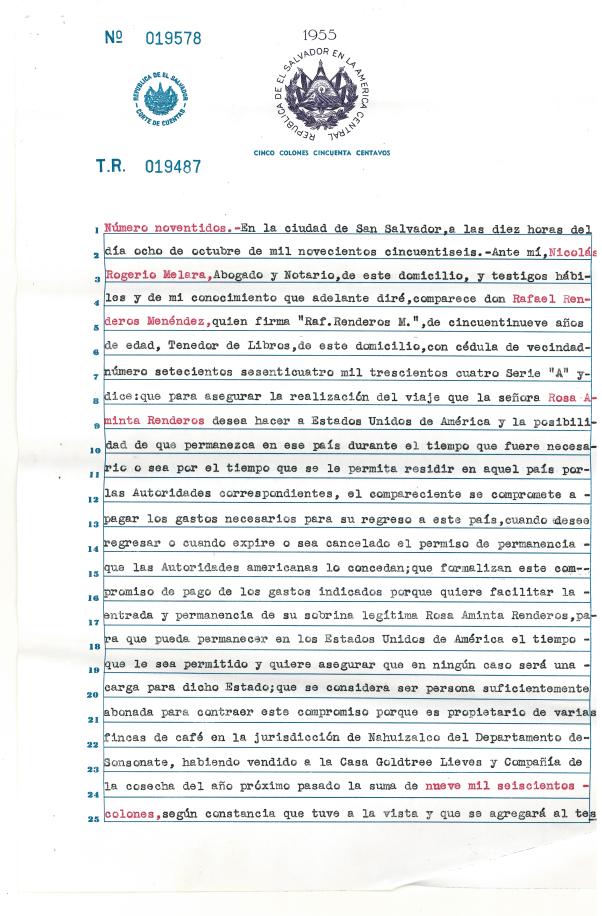 Nº 019578
1955
REPUBLICA DE EL SALVADOR EN LA AMERICA CENTRAL
REPUBLICA DE EL SALVADOR
CORTE DE CUENTAS
CINCO COLONES CINCUENTA CENTAVOS
T.R. 019487
1 Número noventidos.-En la ciudad de San Salvador,a las diez horas del
2 día ocho de octubre de mil novecientos cincuentiseis.-Ante mí,Nicolás
3 Rogerio Melara,Abogado y Notario,de este domicilio, y testigos hábi-
4 les y de mi conocimiento que adelante diré,comparece don Rafael Ren-
5 deros Menéndez,quien firma "Raf.Renderos M.",de cincuentinueve años
6 de edad, Tenedor de Libros,de este domicilio,con cédula de vecindad-
7 número setecientos sesenticuatro mil trescientos cuatro Serie "A" y-
8 dice:que para asegurar la realización del viaje que la señora Rosa A-
9 minta Renderos desea hacer a Estados Unidos de América y la posibili-
10 dad de que permanezca en ese país durante el tiempo que fuere necesa-
11 rio o sea por el tiempo que se le permita residir en aquel país por-
12 las Autoridades correspondientes, el compareciente se compromete a -
13 pagar los gastos necesarios para su regreso a este país,cuando desee
14 regresar o cuando expire o sea cancelado el permiso de permanencia -
15 que las Autoridades americanas lo concedan;que formalizan este com--
16 promiso de pago de los gastos indicados porque quiere facilitar la -
17 entrada y permanencia de su sobrina legítima Rosa Aminta Renderos,pa-
18 ra que pueda permanecer en los Estados Unidos de América el tiempo -
19 que le sea permitido y quiere asegurar que en ningún caso será una -
20 carga para dicho Estado;que se considera ser persona suficientemente
21 abonada para contraer este compromiso porque es propietario de varias
22 fincas de café en la jurisdicción de Nahuizalco del Departamento de-
23 Sonsonate, habiendo vendido a la Casa Goldtree Lieves y Compañía de
24 la cosecha del año próximo pasado la suma de nueve mil seiscientos -
25 colones,según constancia que tuve a la vista y que se agregará al tes